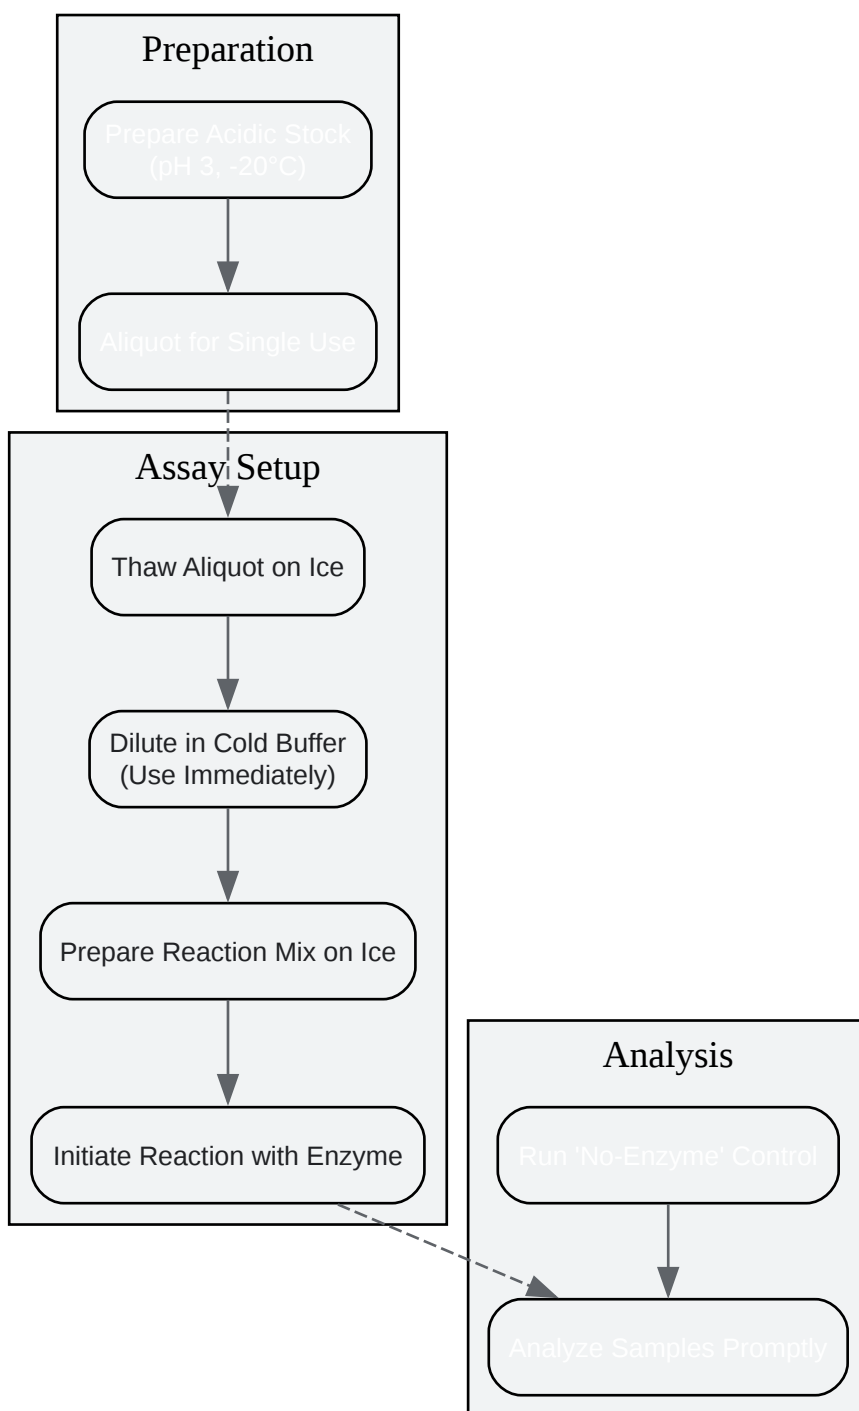 Preparation
Prepare Acidic Stock
(pH 3, -20°C)
Aliquot for Single Use
Assay Setup
Thaw Aliquot on Ice
Dilute in Cold Buffer
(Use Immediately)
Prepare Reaction Mix on Ice
Initiate Reaction with Enzyme
Analysis
Run 'No-Enzyme' Control
Analyze Samples Promptly